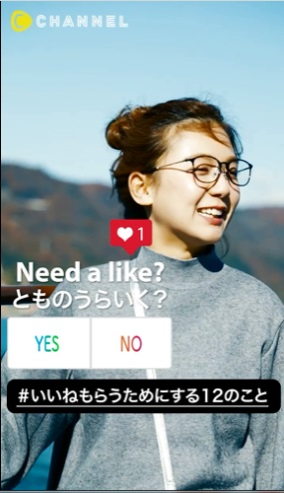 C CHANNEL
1
Need a like?
とものうらいく?
YES NO
#いいねもらうためにする12のこと